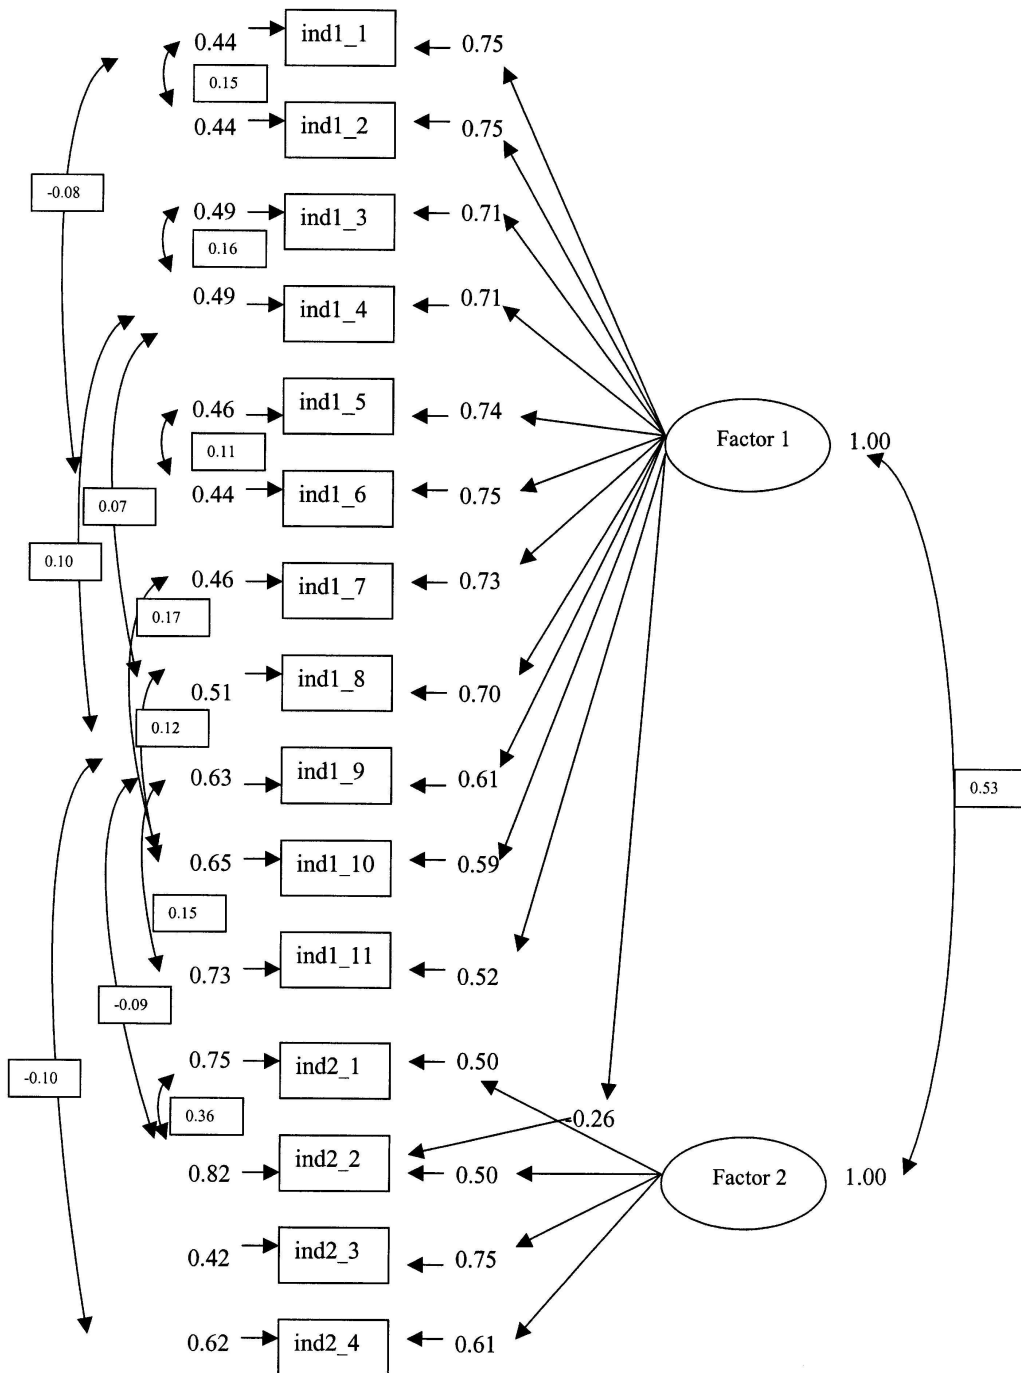 0.44 ind1_1 0.75
0.15
0.44 ind1_2 0.75
-0.08
0.49 ind1_3 0.71
0.16
0.49 ind1_4 0.71
0.46 ind1_5 0.74
Factor 1 1.00
0.11
0.44 ind1_6 0.75
0.07
0.10
0.46 ind1_7 0.73
0.17
0.51 ind1_8 0.70
0.12
0.63 ind1_9 0.61
0.53
0.65 ind1_10 0.59
0.15
0.73 ind1_11 0.52
-0.09
0.75 ind2_1 0.50
-0.10
0.36
-0.26
0.82 ind2_2 0.50
Factor 2 1.00
0.42 ind2_3 0.75
0.62 ind2_4 0.61